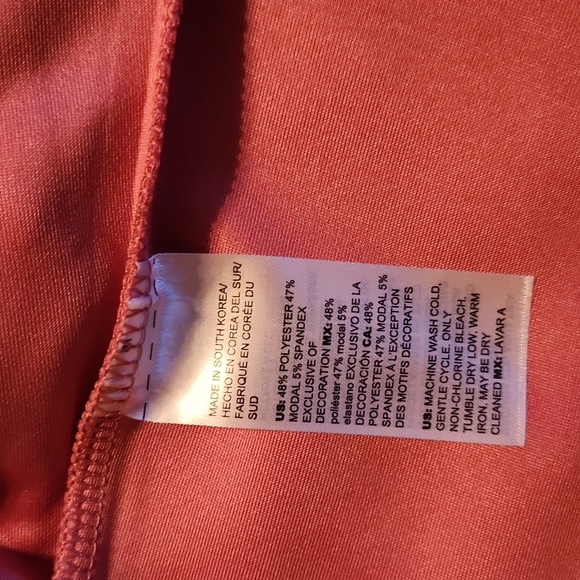 MADE IN SOUTH KOREA/
HECHO EN COREA DEL SUR/
FABRIQUÉ EN CORÉE DU
SUD
US: 48% POLYESTER 47%
MODAL 5% SPANDEX
EXCLUSIVE OF
DECORATION MX: 48%
poliéster 47% modal 5%
elastamo EXCLUSIVO DE LA
DECORACIÓN CA: 48%
POLYESTER 47% MODAL 5%
SPANDEX À L'EXCEPTION
DES MOTIFS DÉCORATIFS
US: MACHINE WASH COLD,
GENTLE CYCLE. ONLY
NON-CHLORINE BLEACH.
TUMBLE DRY LOW. WARM
IRON. MAY BE DRY
CLEANED MX: LAVAR A